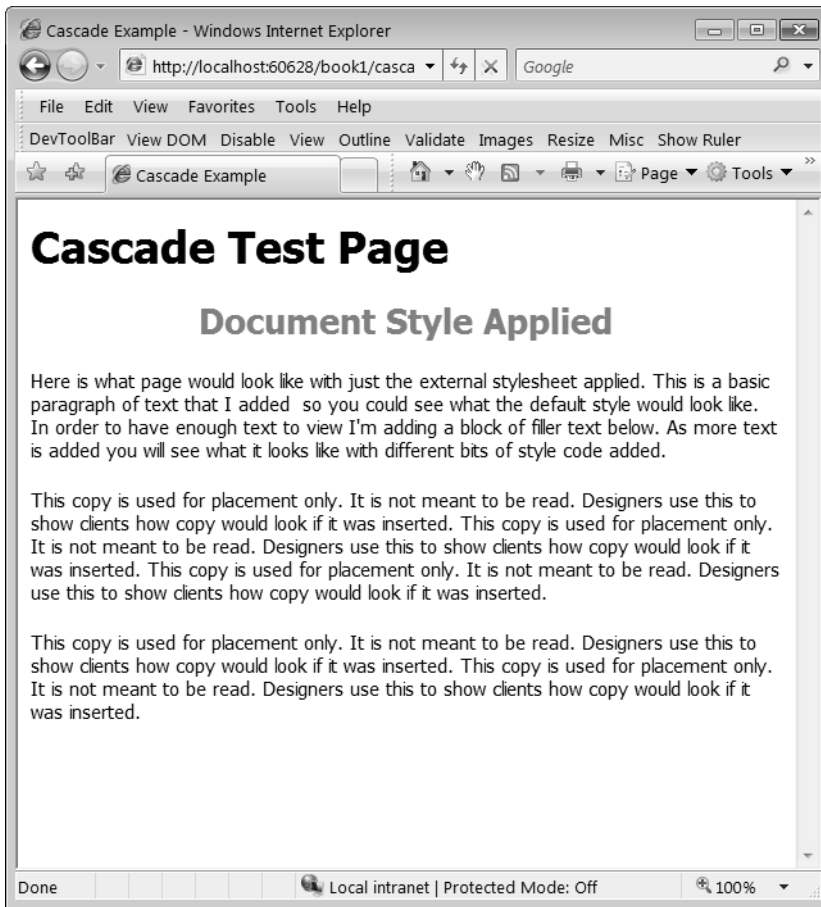 Cascade Example - Windows Internet Explorer
http://localhost:60628/book1/casca
Google
File Edit View Favorites Tools Help
DevToolBar View DOM Disable View Outline Validate Images Resize Misc Show Ruler
Cascade Example
Page
Tools
Cascade Test Page
Document Style Applied
Here is what page would look like with just the external stylesheet applied. This is a basic
paragraph of text that I added  so you could see what the default style would look like.
In order to have enough text to view I'm adding a block of filler text below. As more text
is added you will see what it looks like with different bits of style code added.
This copy is used for placement only. It is not meant to be read. Designers use this to
show clients how copy would look if it was inserted. This copy is used for placement only.
It is not meant to be read. Designers use this to show clients how copy would look if it
was inserted. This copy is used for placement only. It is not meant to be read. Designers
use this to show clients how copy would look if it was inserted.
This copy is used for placement only. It is not meant to be read. Designers use this to
show clients how copy would look if it was inserted. This copy is used for placement only.
It is not meant to be read. Designers use this to show clients how copy would look if it
was inserted.
Done
Local intranet | Protected Mode: Off
100%